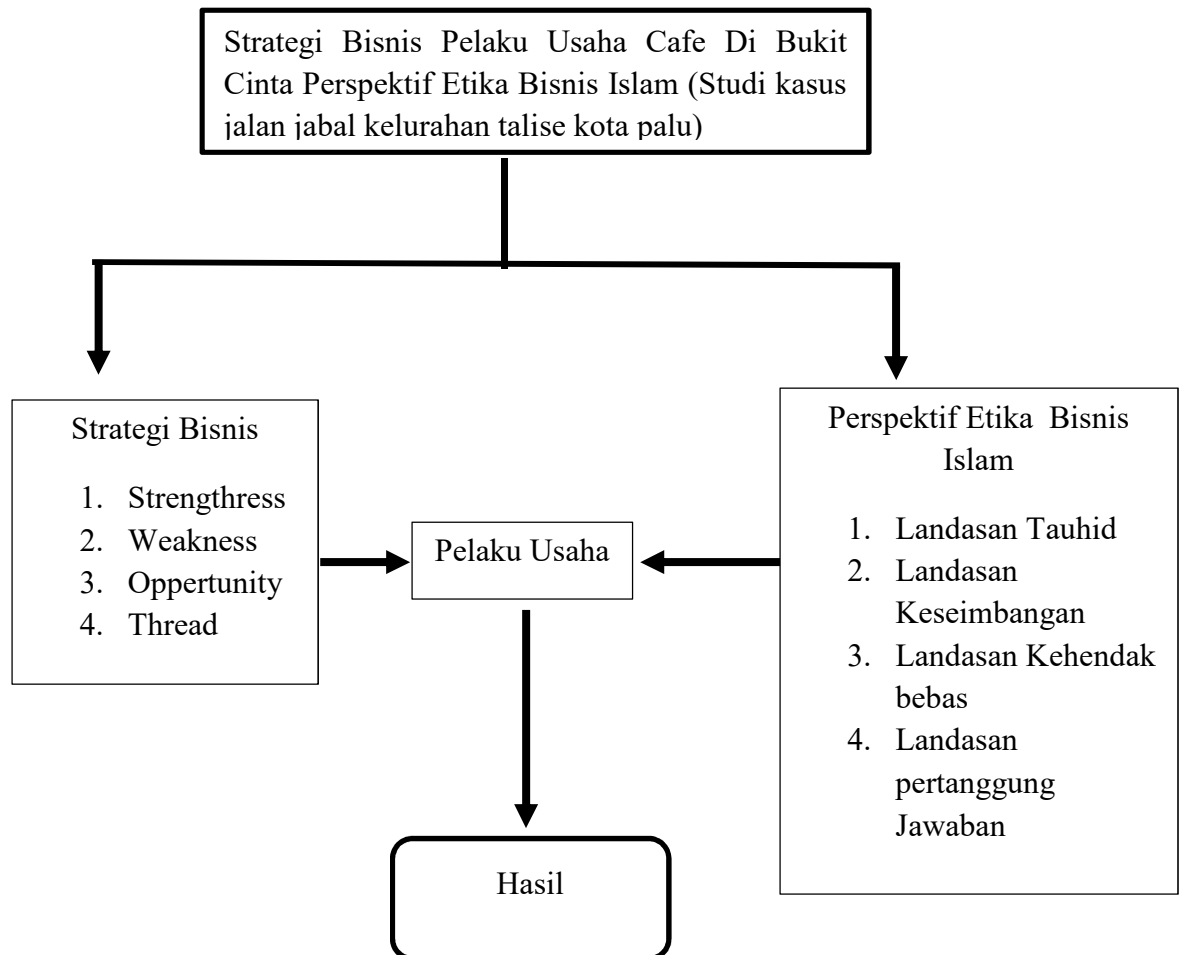 Strategi Bisnis Pelaku Usaha Cafe Di Bukit
Cinta Perspektif Etika Bisnis Islam (Studi kasus
jalan jabal kelurahan talise kota palu)
Strategi Bisnis
1. Strengthress
2. Weakness
3. Oppertunity
4. Thread
Pelaku Usaha
Perspektif Etika Bisnis
Islam
1. Landasan Tauhid
2. Landasan
Keseimbangan
3. Landasan Kehendak
bebas
4. Landasan
pertanggung
Jawaban
Hasil